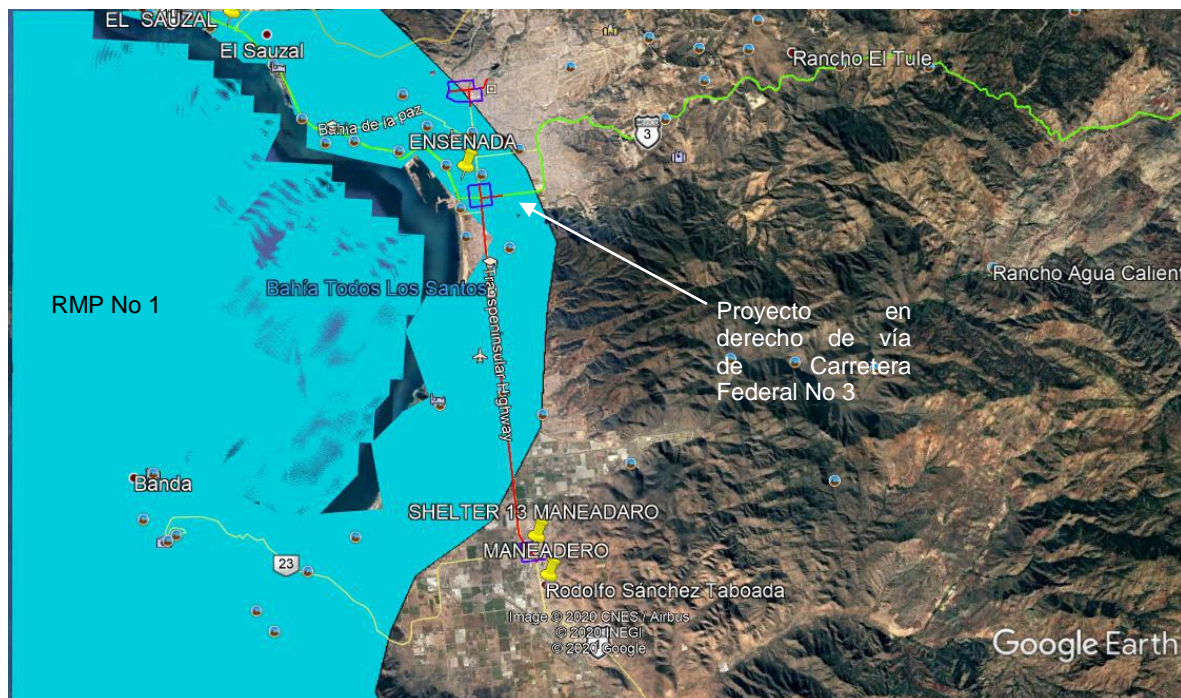 EL SAUZAL
El Sauzal
Rancho El Tule
Bahía de la paz
3
ENSENADA
Rancho Agua Calient
Bahía Todos Los Santos
RMP No 1
Transpeninsular Highway
Proyecto en
derecho de vía
de Carretera
Federal No 3
Banda
SHELTER 13 MANEADARO
MANEADERO
23
Rodolfo Sánchez Taboada
Image © 2020 CNES / Airbus
© 2020 INEGI
© 2020 Google
1
Google Earth